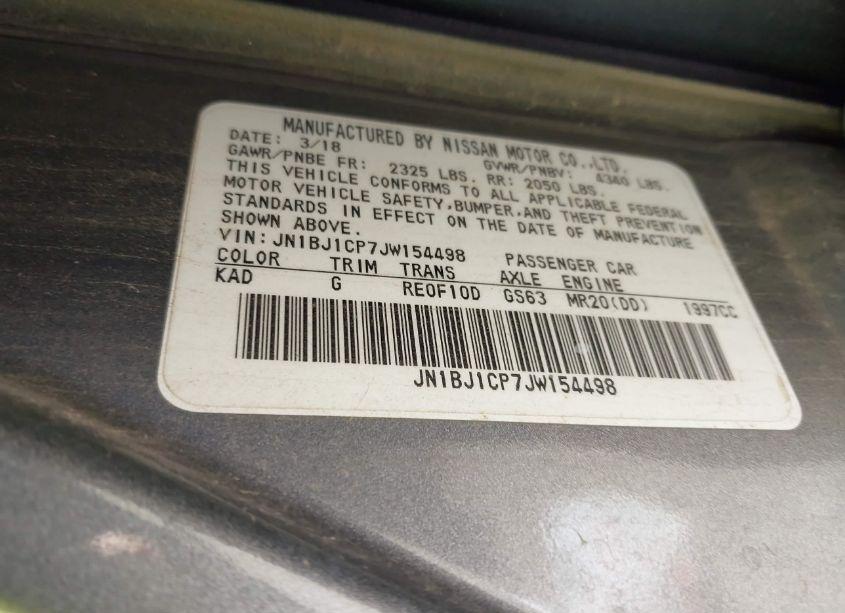 MANUFACTURED BY NISSAN MOTOR CO.,LTD.
DATE: 3/18 GVWR/PNBV: 4340 LBS.
GAWR/PNBE FR: 2325 LBS. RR: 2050 LBS.
THIS VEHICLE CONFORMS TO ALL APPLICABLE FEDERAL
MOTOR VEHICLE SAFETY,BUMPER,AND THEFT PREVENTION
STANDARDS IN EFFECT ON THE DATE OF MANUFACTURE
SHOWN ABOVE.
VIN:JN1BJ1CP7JW154498 PASSENGER CAR
COLOR TRIM TRANS AXLE ENGINE
KAD G RE0F10D GS63 MR20(DD) 1997CC
JN1BJ1CP7JW154498